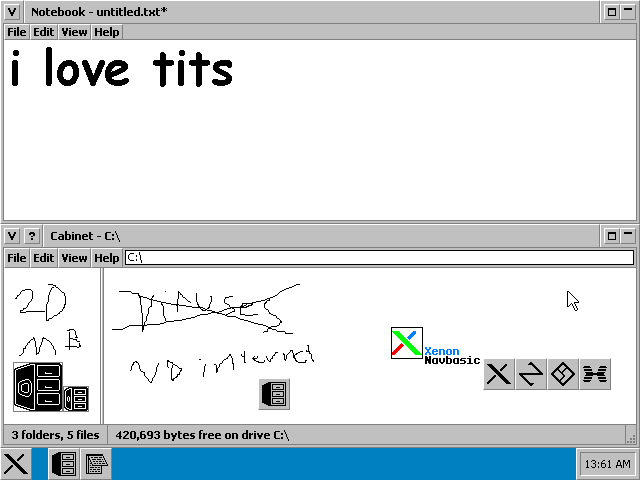 Notebook - untitled.txt*
File Edit View Help
i love tits
Cabinet - C:\
File Edit View Help C:\
2D
MB
Viruses
No internet
Xenon
Navbasic
3 folders, 5 files 420,693 bytes free on drive C:\
13:61 AM